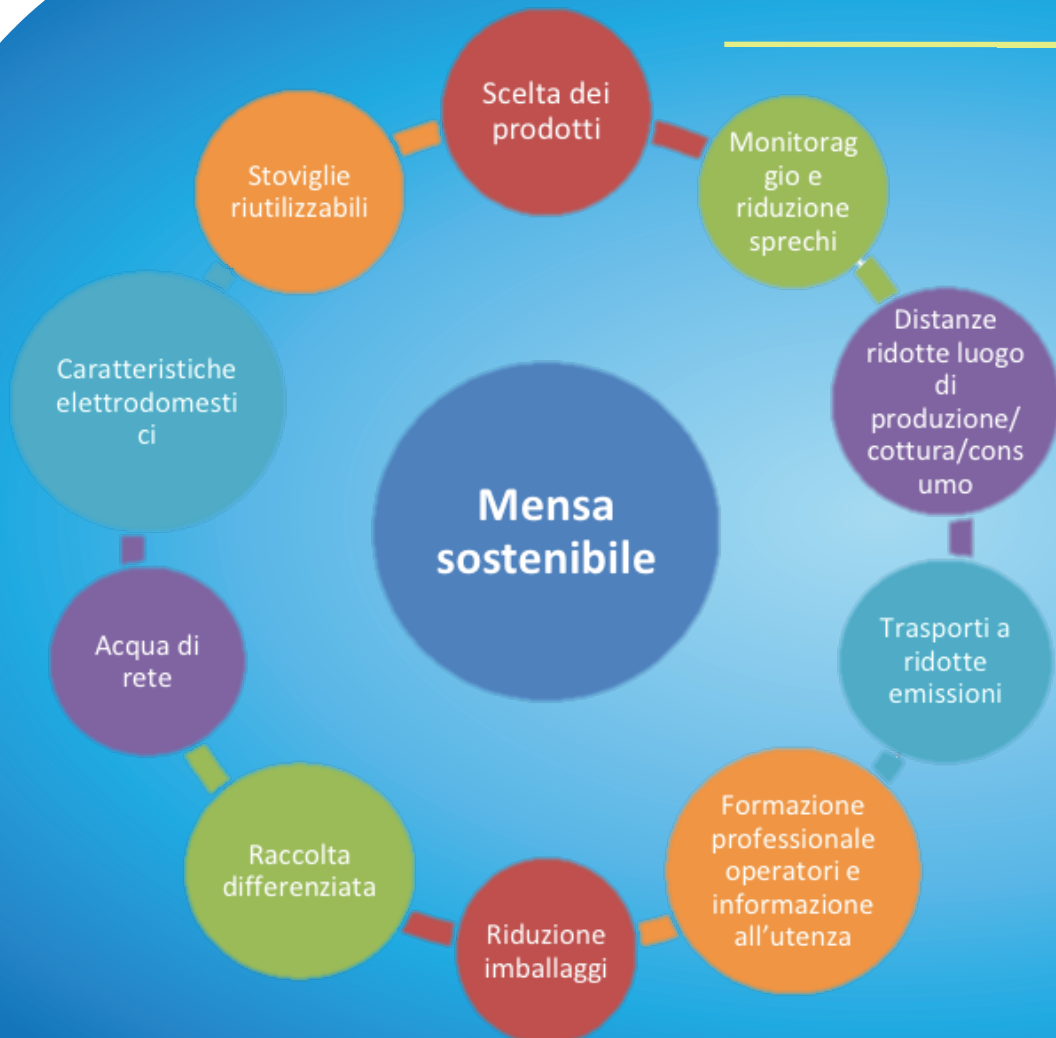 Scelta dei
prodotti
Monitorag
gio e
riduzione
sprechi
Distanze
ridotte luogo
di
produzione/
cottura/cons
umo
Trasporti a
ridotte
emissioni
Formazione
professionale
operatori e
informazione
all’utenza
Riduzione
imballaggi
Raccolta
differenziata
Acqua di
rete
Caratteristiche
elettrodomesti
ci
Stoviglie
riutilizzabili
Mensa
sostenibile